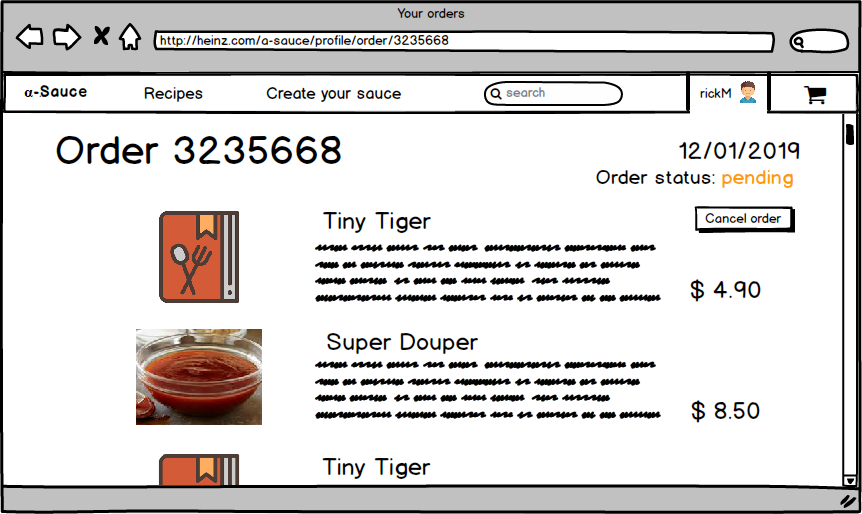 Your orders
http://heinz.com/a-sauce/profile/order/3235668
α-Sauce Recipes Create your sauce search rickM
Order 3235668
12/01/2019
Order status: pending
Cancel order
Tiny Tiger
$ 4.90
Super Douper
$ 8.50
Tiny Tiger